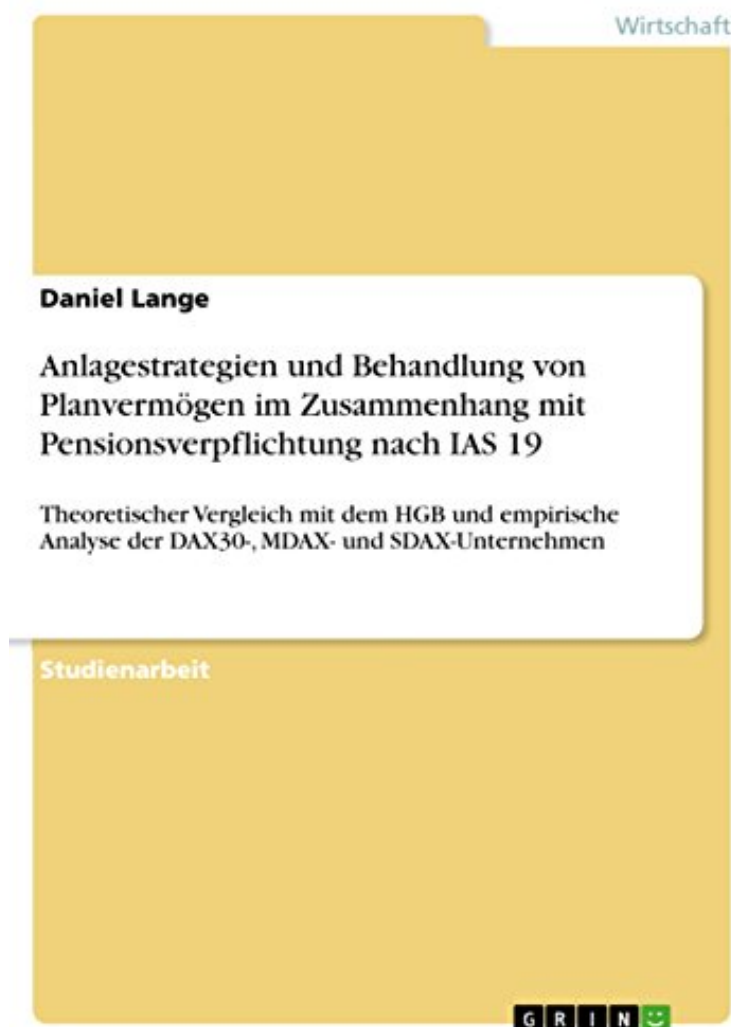 Wirtschaft
Daniel Lange
Anlagestrategien und Behandlung von
Planvermögen im Zusammenhang mit
Pensionsverpflichtung nach IAS 19
Theoretischer Vergleich mit dem HGB und empirische
Analyse der DAX30-, MDAX- und SDAX-Unternehmen
Studienarbeit
GRIN